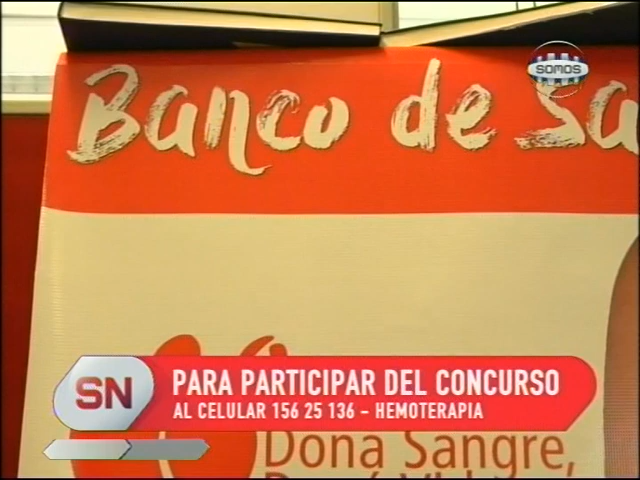 SOMOS
Banco de Sa
SN
PARA PARTICIPAR DEL CONCURSO
AL CELULAR 156 25 136 - HEMOTERAPIA
Dona Sangre,